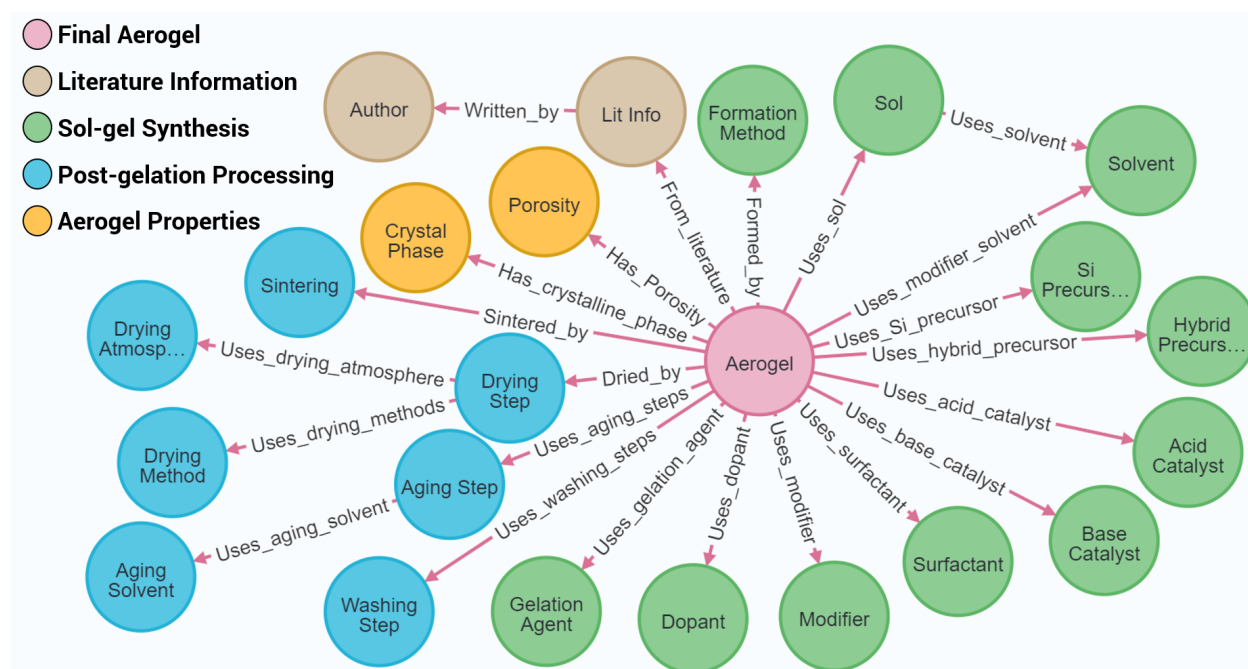 Final Aerogel
Literature Information
Sol-gel Synthesis
Post-gelation Processing
Aerogel Properties
Author
Written_by
Lit Info
Formation
Method
Sol
Uses_solvent
Solvent
Crystal
Phase
Porosity
From_literature
Formed_by
Uses_sol
Uses_modifier_solvent
Si
Precurs...
Sintering
Has_crystalline_phase
Has_Porosity
Uses_Si_precursor
Hybrid
Precurs...
Drying
Atmosp...
Uses_drying_atmosphere
Sintered_by
Uses_hybrid_precursor
Aerogel
Drying
Step
Dried_by
Uses_acid_catalyst
Uses_drying_methods
Uses_aging_steps
Uses_base_catalyst
Acid
Catalyst
Drying
Method
Aging Step
Uses_washing_steps
Uses_gelation_agent
Uses_dopant
Uses_modifier
Uses_surfactant
Uses_aging_solvent
Base
Catalyst
Aging
Solvent
Washing
Step
Gelation
Agent
Dopant
Modifier
Surfactant